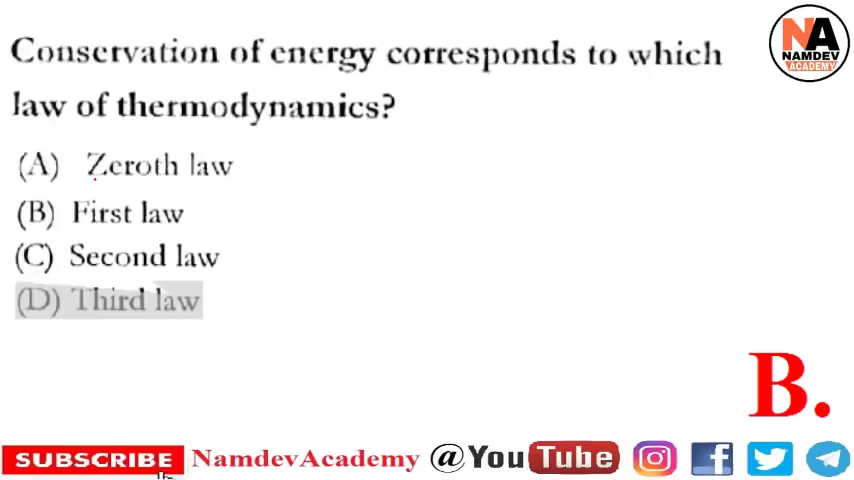 NA
NAMDEV
ACADEMY
Conservation of energy corresponds to which
law of thermodynamics?
(A) Zeroth law
(B) First law
(C) Second law
(D) Third law
B.
SUBSCRIBE NamdevAcademy @YouTube